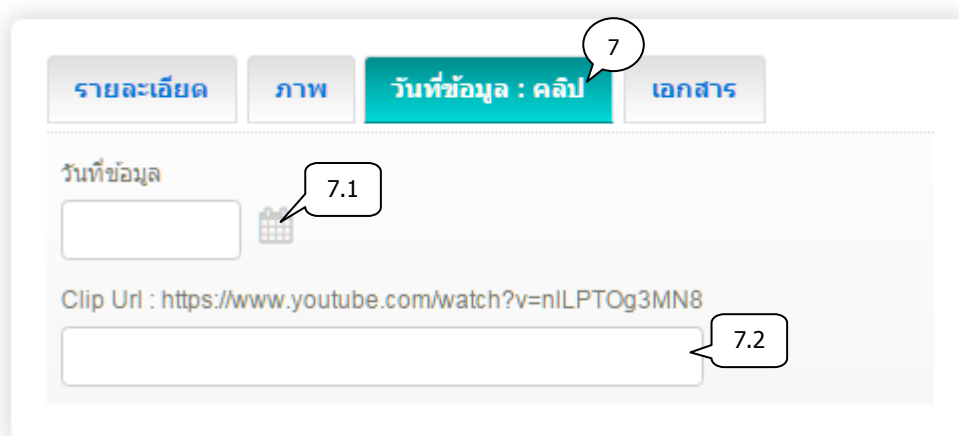 7
รายละเอียด ภาพ วันที่ข้อมูล : คลิป เอกสาร
วันที่ข้อมูล
7.1
Clip Url : https://www.youtube.com/watch?v=nILPTOg3MN8
7.2